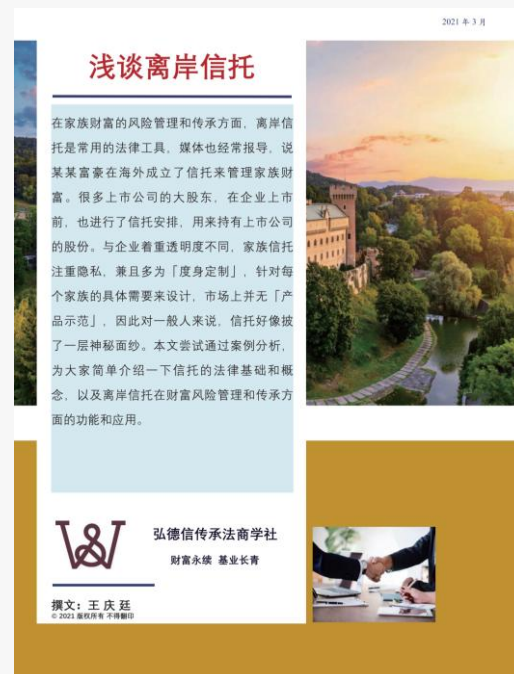 2021 年 3 月
浅谈离岸信托
在家族财富的风险管理和传承方面，离岸信
托是常用的法律工具，媒体也经常报导，说
某某富豪在海外成立了信托来管理家族财
富。很多上市公司的大股东，在企业上市
前，也进行了信托安排，用来持有上市公司
的股份。与企业着重透明度不同，家族信托
注重隐私，兼且多为「度身定制」，针对每
个家族的具体需要来设计，市场上并无「产
品示范」，因此对一般人来说，信托好像披
了一层神秘面纱。本文尝试通过案例分析，
为大家简单介绍一下信托的法律基础和概
念，以及离岸信托在财富风险管理和传承方
面的功能和应用。
弘德信传承法商学社
财富永续 基业长青
撰文：王 庆 廷
© 2021 版权所有 不得翻印